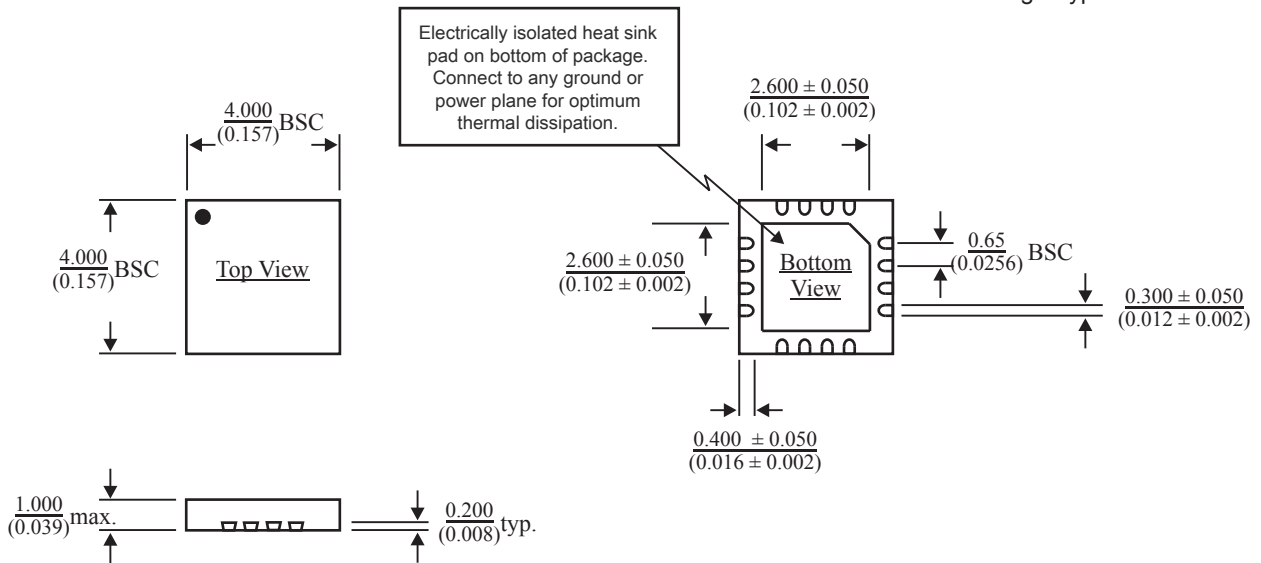 Electrically isolated heat sink
pad on bottom of package.
Connect to any ground or
power plane for optimum
thermal dissipation.
4.000
(0.157) BSC
2.600 ± 0.050
(0.102 ± 0.002)
4.000
(0.157) BSC
Top View
2.600 ± 0.050
(0.102 ± 0.002)
Bottom
View
0.65
(0.0256) BSC
0.300 ± 0.050
(0.012 ± 0.002)
0.400 ± 0.050
(0.016 ± 0.002)
1.000
(0.039) max.
0.200
(0.008) typ.